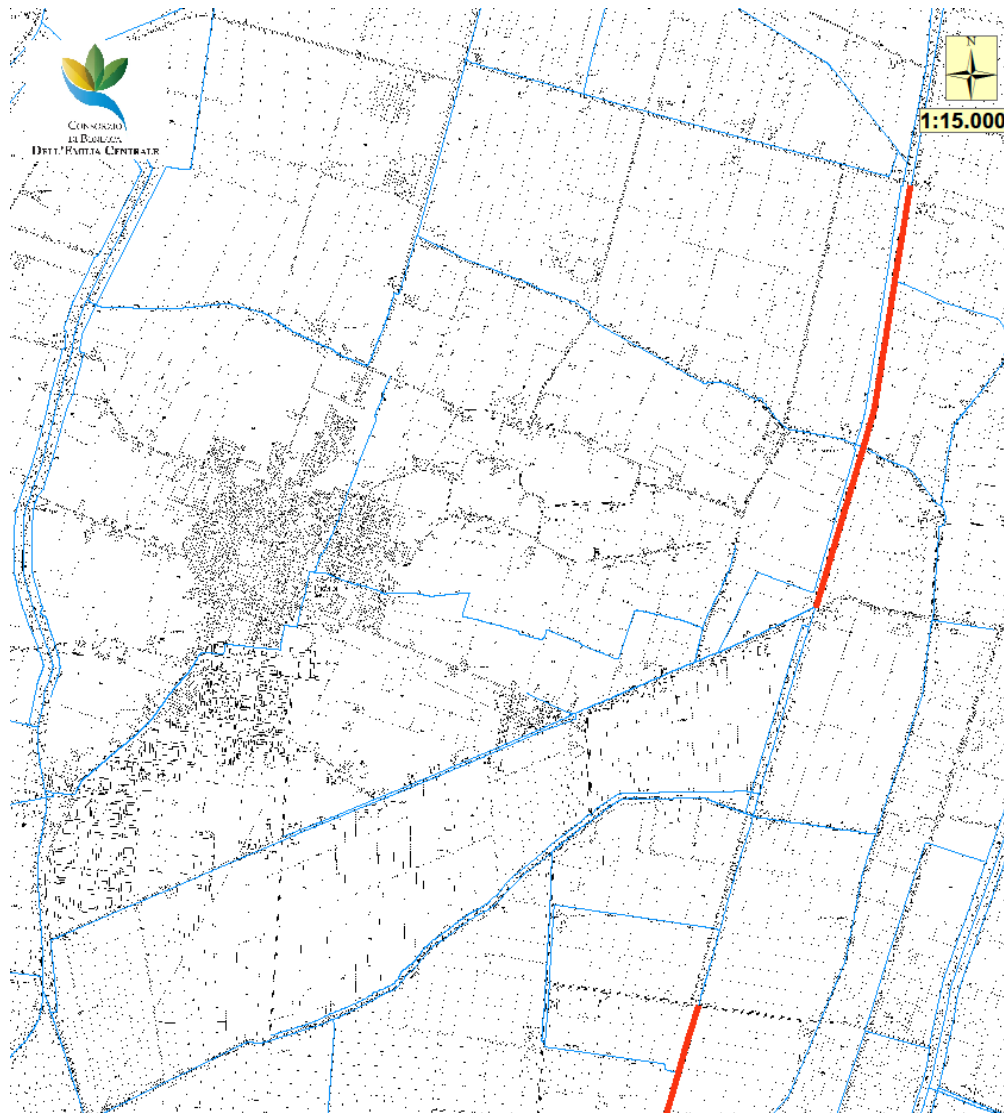 CONSORZIO
DI BONIFICA
DELL'EMILIA CENTRALE
N
1:15.000